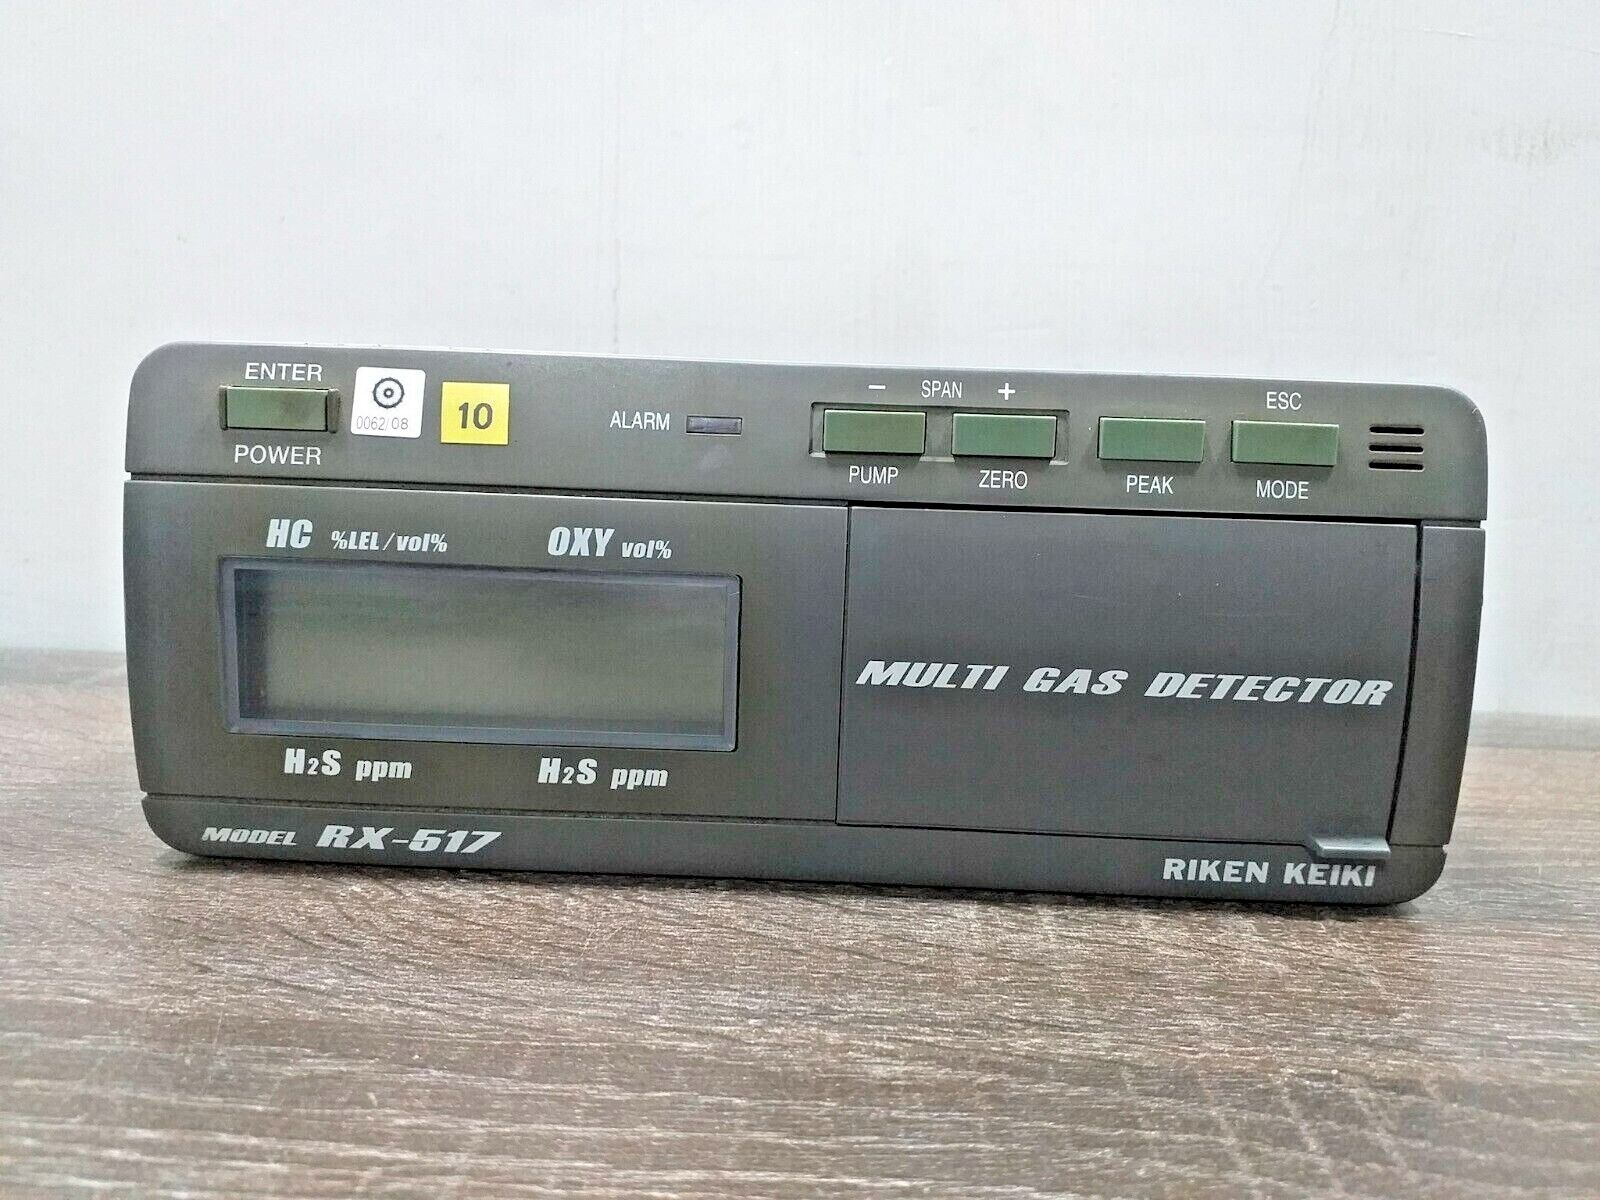 ENTER
POWER
0062/08
10
ALARM
- SPAN +
ESC
PUMP
ZERO
PEAK
MODE
HC %LEL/vol%
OXY vol%
H2S ppm
H2S ppm
MULTI GAS DETECTOR
MODEL RX-517
RIKEN KEIKI